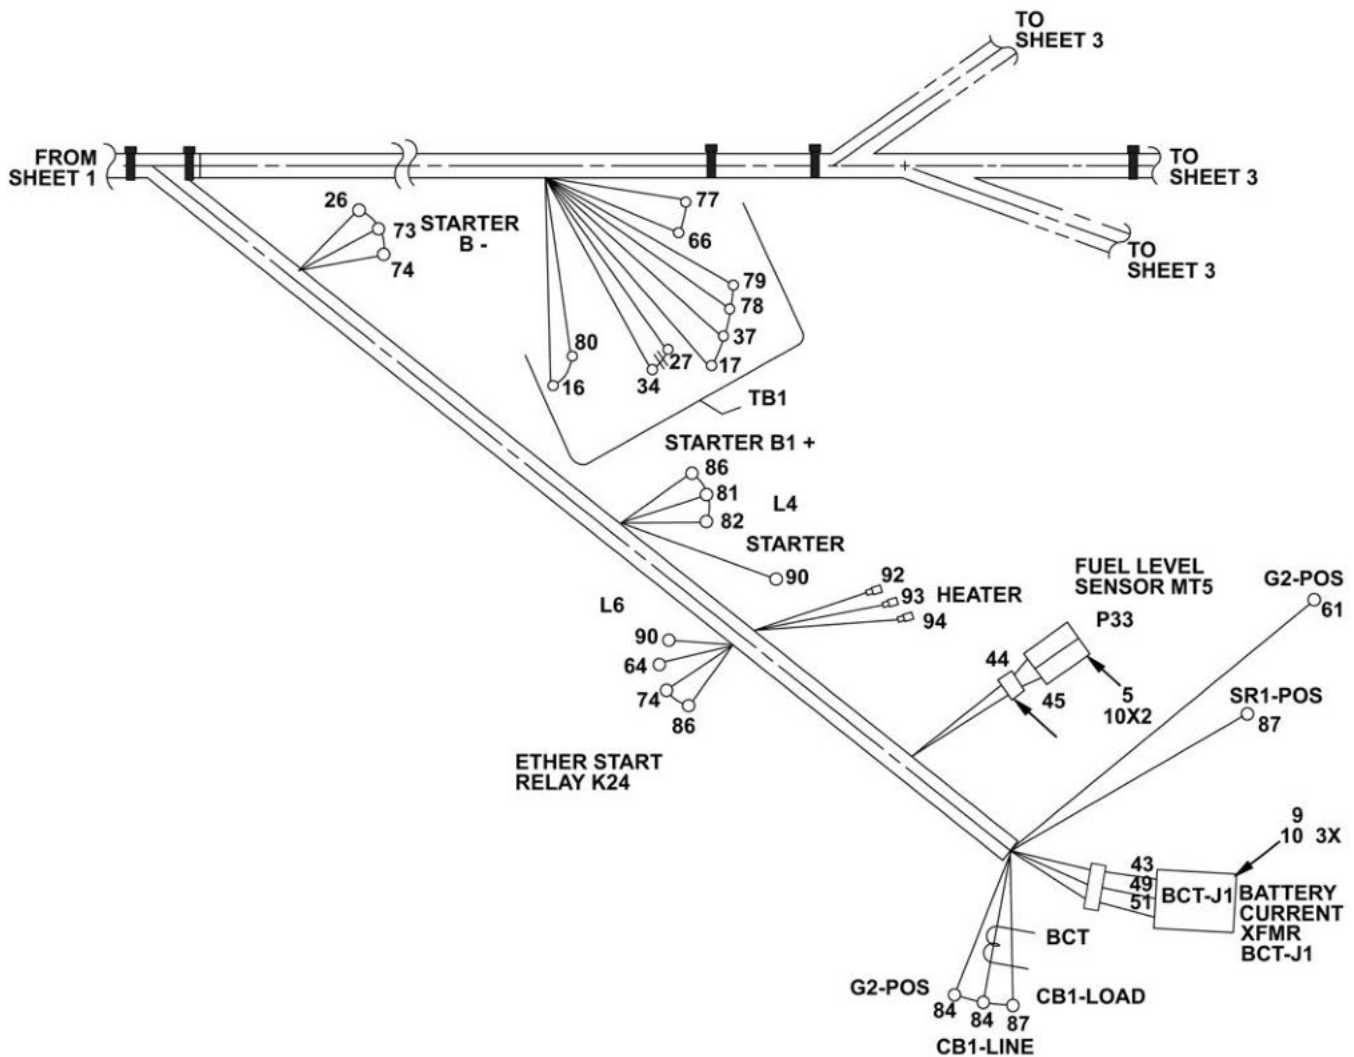 TO
SHEET 3
FROM
SHEET 1
TO
SHEET 3
26
73
74
STARTER
B -
77
66
TO
SHEET 3
79
78
37
17
80
16
27
34
TB1
STARTER B1 +
86
81
82
L4
STARTER
90
92
93
94
HEATER
FUEL LEVEL
SENSOR MT5
P33
G2-POS
61
L6
90
64
74
86
44
45
5
10X2
SR1-POS
87
ETHER START
RELAY K24
9
10 3X
43
49
51
BCT-J1
BATTERY
CURRENT
XFMR
BCT-J1
BCT
G2-POS
84
84
87
CB1-LOAD
CB1-LINE